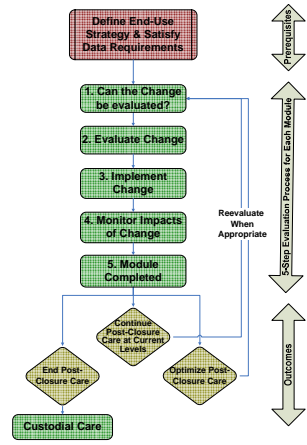 Define End-Use
Strategy & Satisfy
Data Requirements
Prerequisites
1. Can the Change
be evaluated?
2. Evaluate Change
3. Implement
Change
4. Monitor Impacts
of Change
5. Module
Completed
Reevaluate
When
Appropriate
5-Step Evaluation Process for Each Module
Continue
Post-Closure
Care at Current
Levels
End Post-
Closure Care
Optimize Post-
Closure Care
Outcomes
Custodial Care